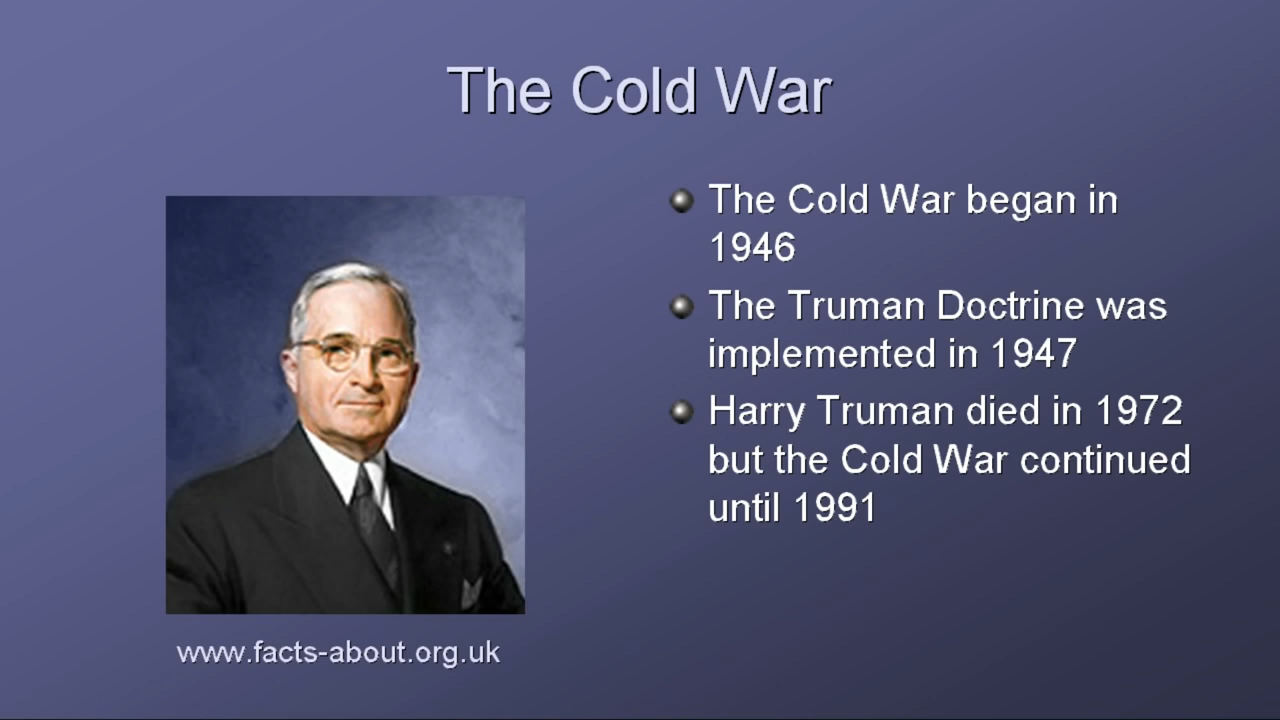 The Cold War
The Cold War began in
1946
The Truman Doctrine was
implemented in 1947
Harry Truman died in 1972
but the Cold War continued
until 1991
www.facts-about.org.uk